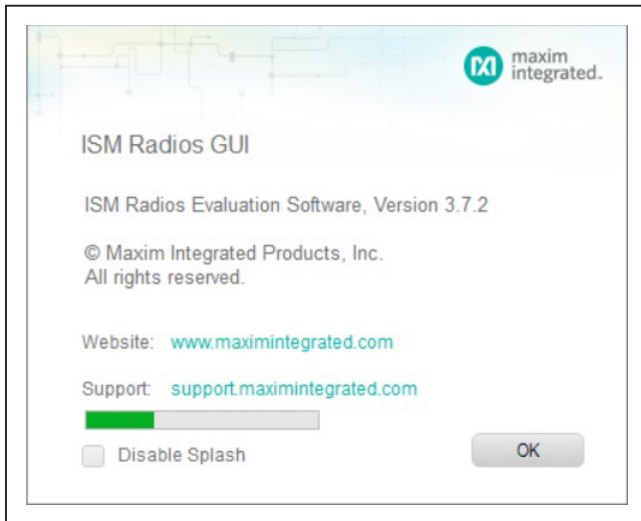 maxim
integrated™
ISM Radios GUI
ISM Radios Evaluation Software, Version 3.7.2
© Maxim Integrated Products, Inc.
All rights reserved.
Website: www.maximintegrated.com
Support: support.maximintegrated.com
Disable Splash
OK